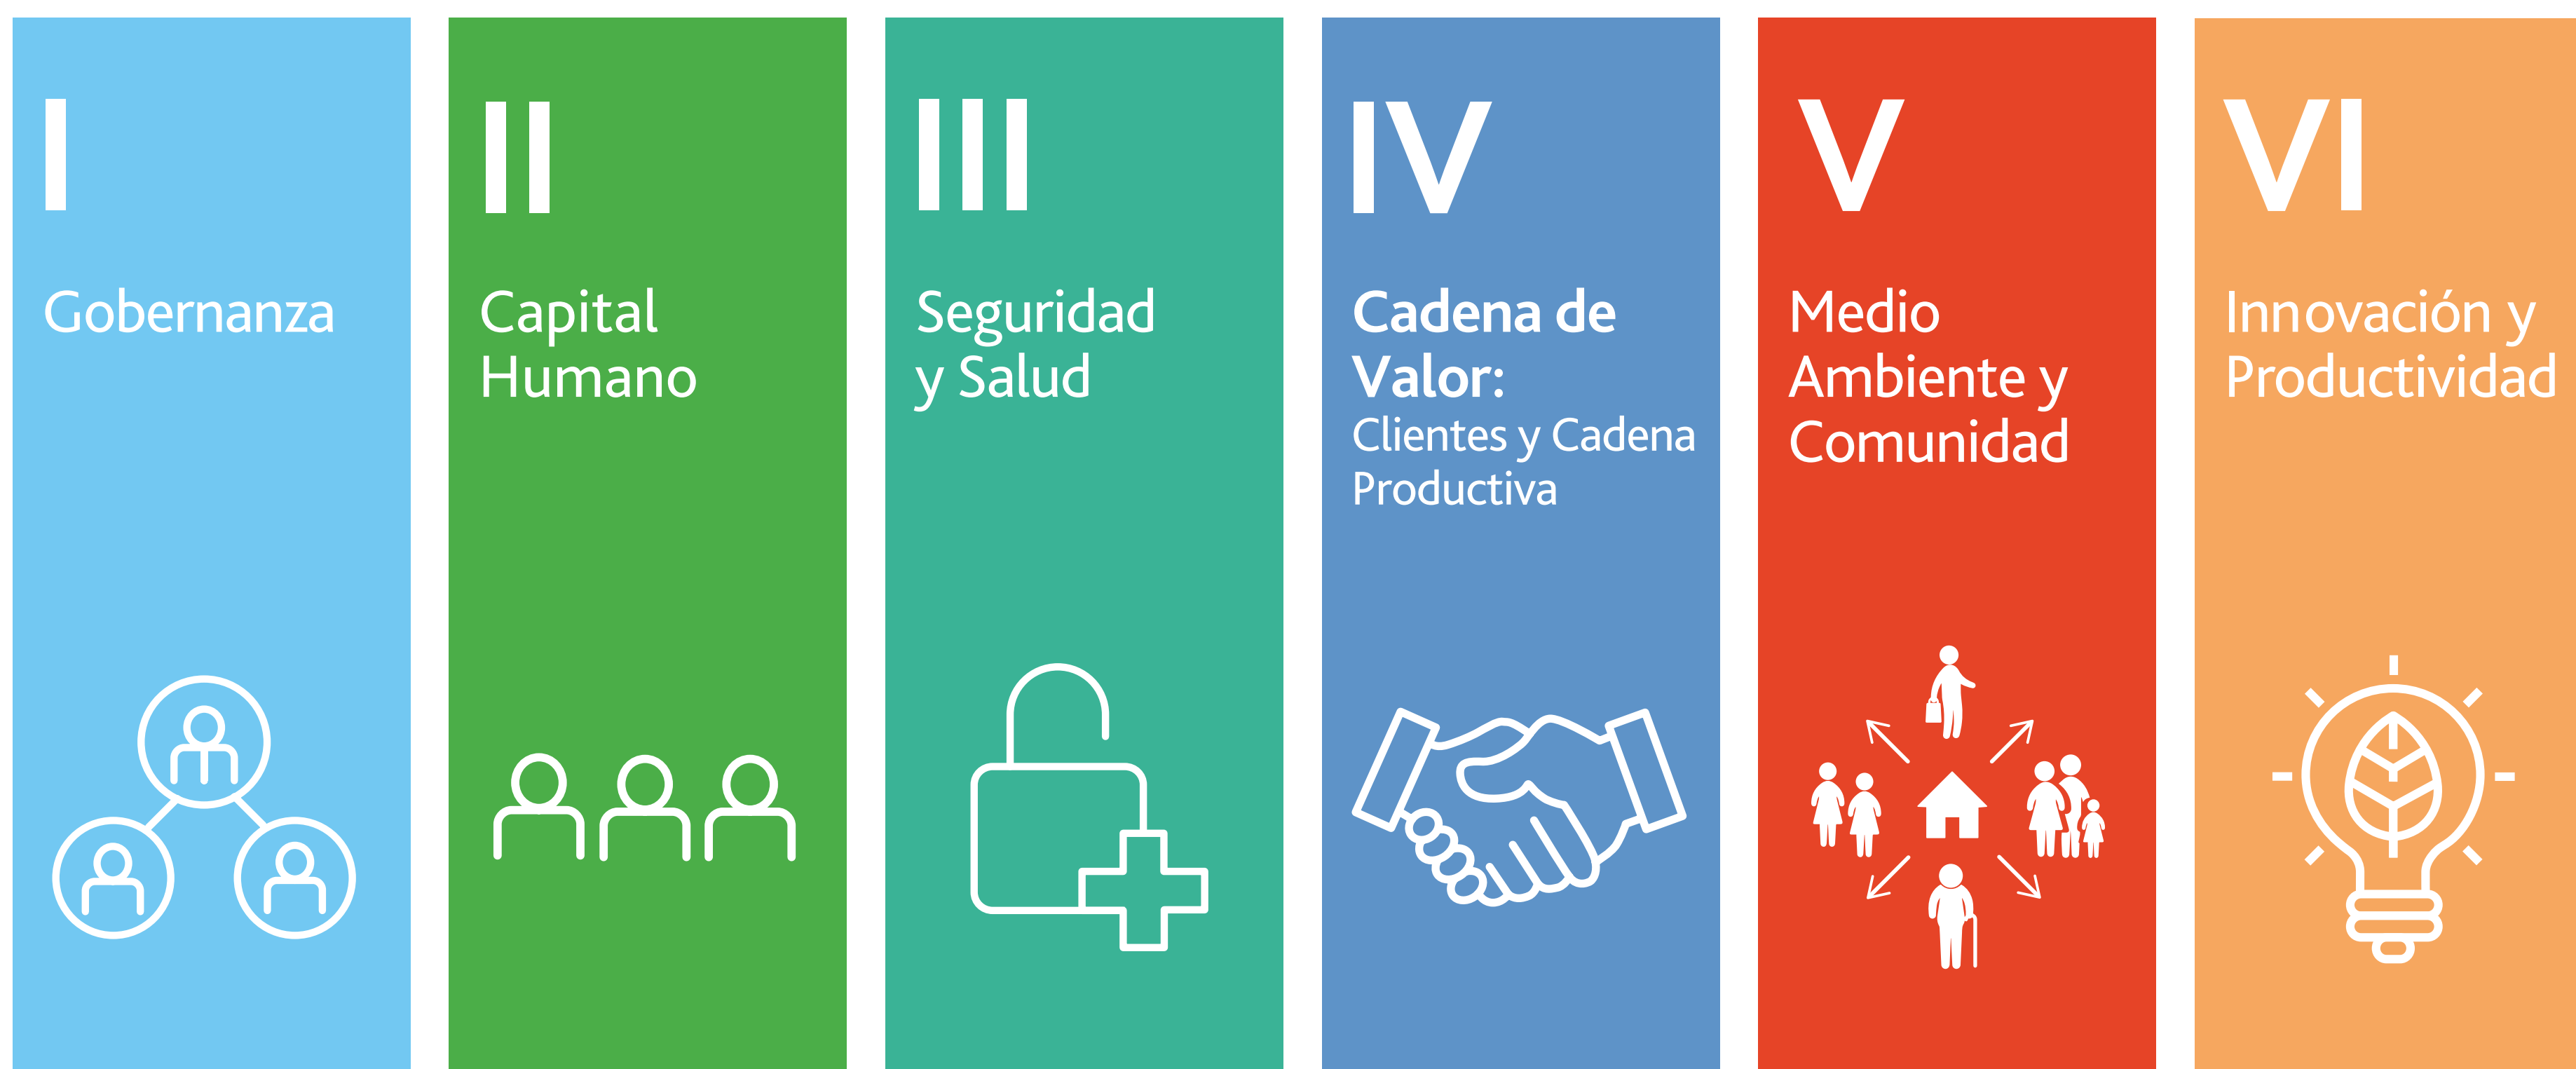 I
Gobernanza
II
Capital
Humano
III
Seguridad
y Salud
IV
Cadena de
Valor:
Clientes y Cadena
Productiva
V
Medio
Ambiente y
Comunidad
VI
Innovación y
Productividad